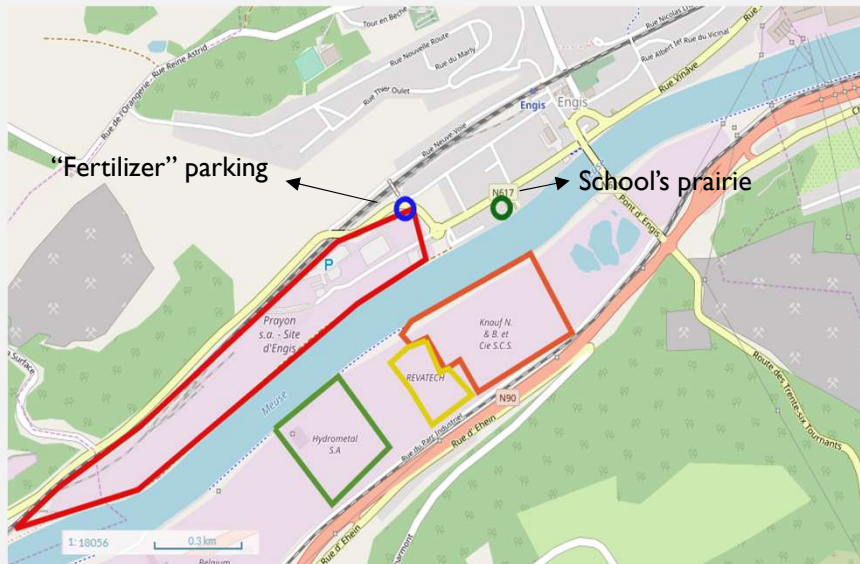 Tour en Bêche
Rue Nicolas
Rue de l'Orangerie - Rue Reine Astrid
Rue Nouvelle Route
Rue du Marly
Rue Albert Ier
Rue du Vicinal
Rue Thier Oulet
Engis
Engis
Rue Vinâve
Rue Neuve Voie
“Fertilizer” parking
N617
School’s prairie
Pont d'Engis
P
Prayon
s.a. - Site
d'Engis
Knauf N.
& B. et
Cie S.C.S.
a Surface
REVATECH
Meuse
N90
Route des Trente-six Tournants
Hydrometal
S.A
Rue du Parc Industriel
Rue d'Ehein
Rue d'Ehein
1: 18056
0.3 km
Belgium